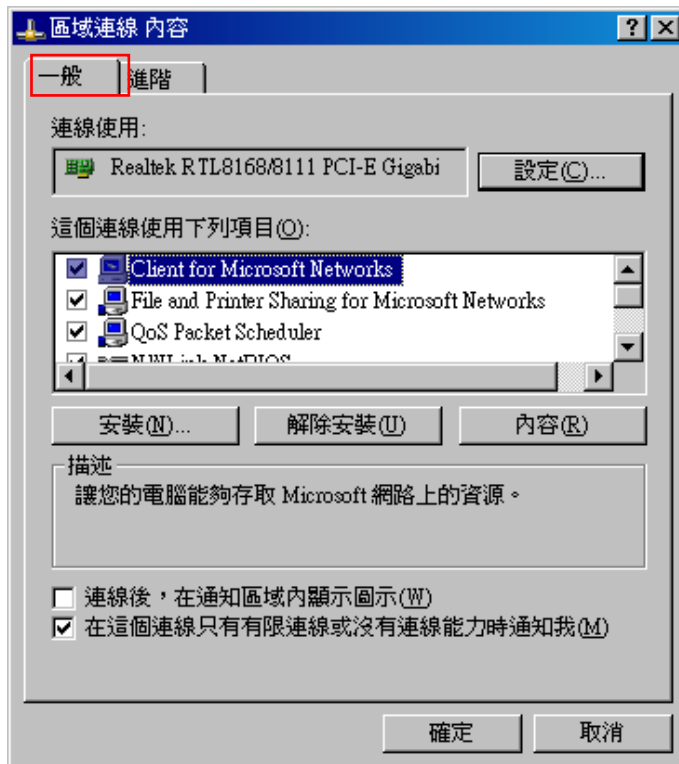 區域連線 內容
一般 進階
連線使用:
Realtek RTL8168/8111 PCI-E Gigabi
設定(C)...
這個連線使用下列項目(O):
Client for Microsoft Networks
File and Printer Sharing for Microsoft Networks
QoS Packet Scheduler
安裝(N)... 解除安裝(U) 內容(R)
描述
讓您的電腦能夠存取 Microsoft 網路上的資源。
連線後，在通知區域內顯示圖示(W)
在這個連線只有有限連線或沒有連線能力時通知我(M)
確定 取消